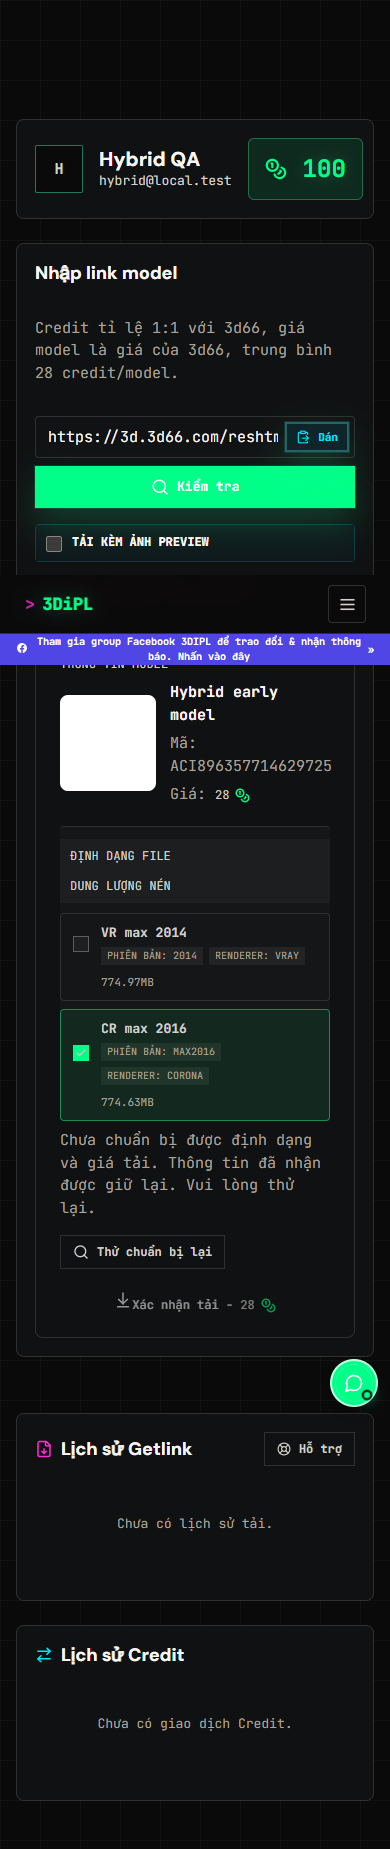 H
Hybrid QA
hybrid@local.test
100
Nhập link model
Credit tỉ lệ 1:1 với 3d66, giá
model là giá của 3d66, trung bình
28 credit/model.
https://3d.3d66.com/reshtm
Dán
Kiểm tra
TẢI KÈM ẢNH PREVIEW
> 3DiPL
Tham gia group Facebook 3DIPL để trao đổi & nhận thông
báo. Nhấn vào đây
»
THÔNG TIN MODEL
Hybrid early
model
Mã:
ACI896357714629725
Giá: 28
ĐỊNH DẠNG FILE
DUNG LƯỢNG NÉN
VR max 2014
PHIÊN BẢN: 2014 RENDERER: VRAY
774.97MB
CR max 2016
PHIÊN BẢN: MAX2016
RENDERER: CORONA
774.63MB
Chưa chuẩn bị được định dạng
và giá tải. Thông tin đã nhận
được giữ lại. Vui lòng thử
lại.
Thử chuẩn bị lại
Xác nhận tải - 28
Lịch sử Getlink
Hỗ trợ
Chưa có lịch sử tải.
Lịch sử Credit
Chưa có giao dịch Credit.